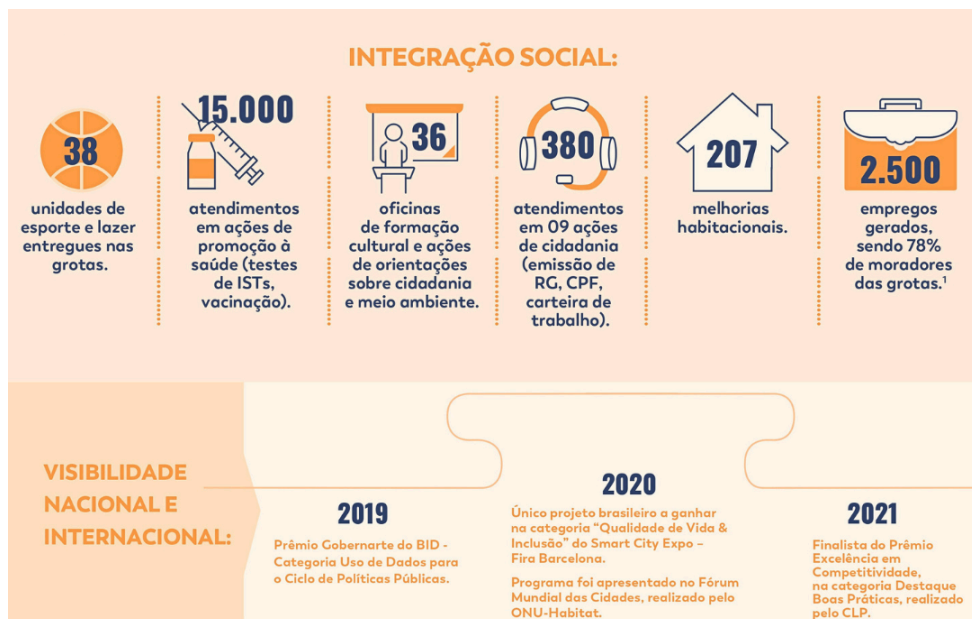 INTEGRAÇÃO SOCIAL:
38
unidades de
esporte e lazer
entregues nas
grotas.
15.000
atendimentos
em ações de
promoção à
saúde (testes
de ISTs,
vacinação).
36
oficinas
de formação
cultural e ações
de orientações
sobre cidadania
e meio ambiente.
380
atendimentos
em 09 ações
de cidadania
(emissão de
RG, CPF,
carteira de
trabalho).
207
melhorias
habitacionais.
2.500
empregos
gerados,
sendo 78%
de moradores
das grotas.¹
VISIBILIDADE
NACIONAL E
INTERNACIONAL:
2019
Prêmio Gobernarte do BID -
Categoria Uso de Dados para
o Ciclo de Políticas Públicas.
2020
Único projeto brasileiro a ganhar
na categoria “Qualidade de Vida &
Inclusão” do Smart City Expo –
Fira Barcelona.
Programa foi apresentado no Fórum
Mundial das Cidades, realizado pelo
ONU-Habitat.
2021
Finalista do Prêmio
Excelência em
Competitividade,
na categoria Destaque
Boas Práticas, realizado
pelo CLP.